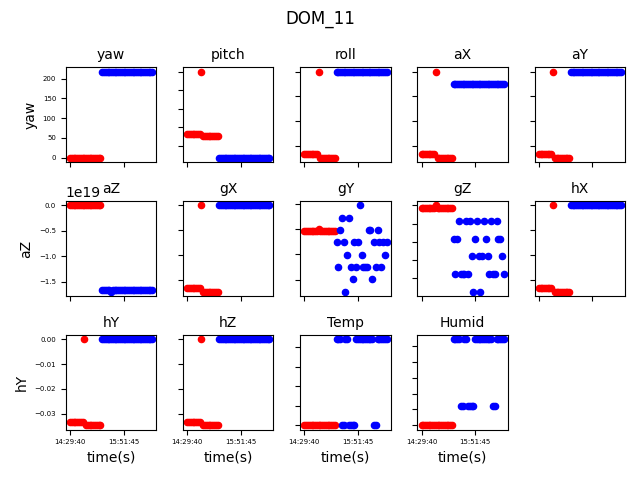 DOM_11
yaw pitch roll aX aY
yaw
200
150
100
50
0
1e19
aZ gX gY gZ hX
aZ
0.0
−0.5
−1.0
−1.5
hY hZ Temp Humid
hY
0.00
−0.01
−0.02
−0.03
14:29:40 15:51:45 14:29:40 15:51:45 14:29:40 15:51:45 14:29:40 15:51:45
time(s) time(s) time(s) time(s)